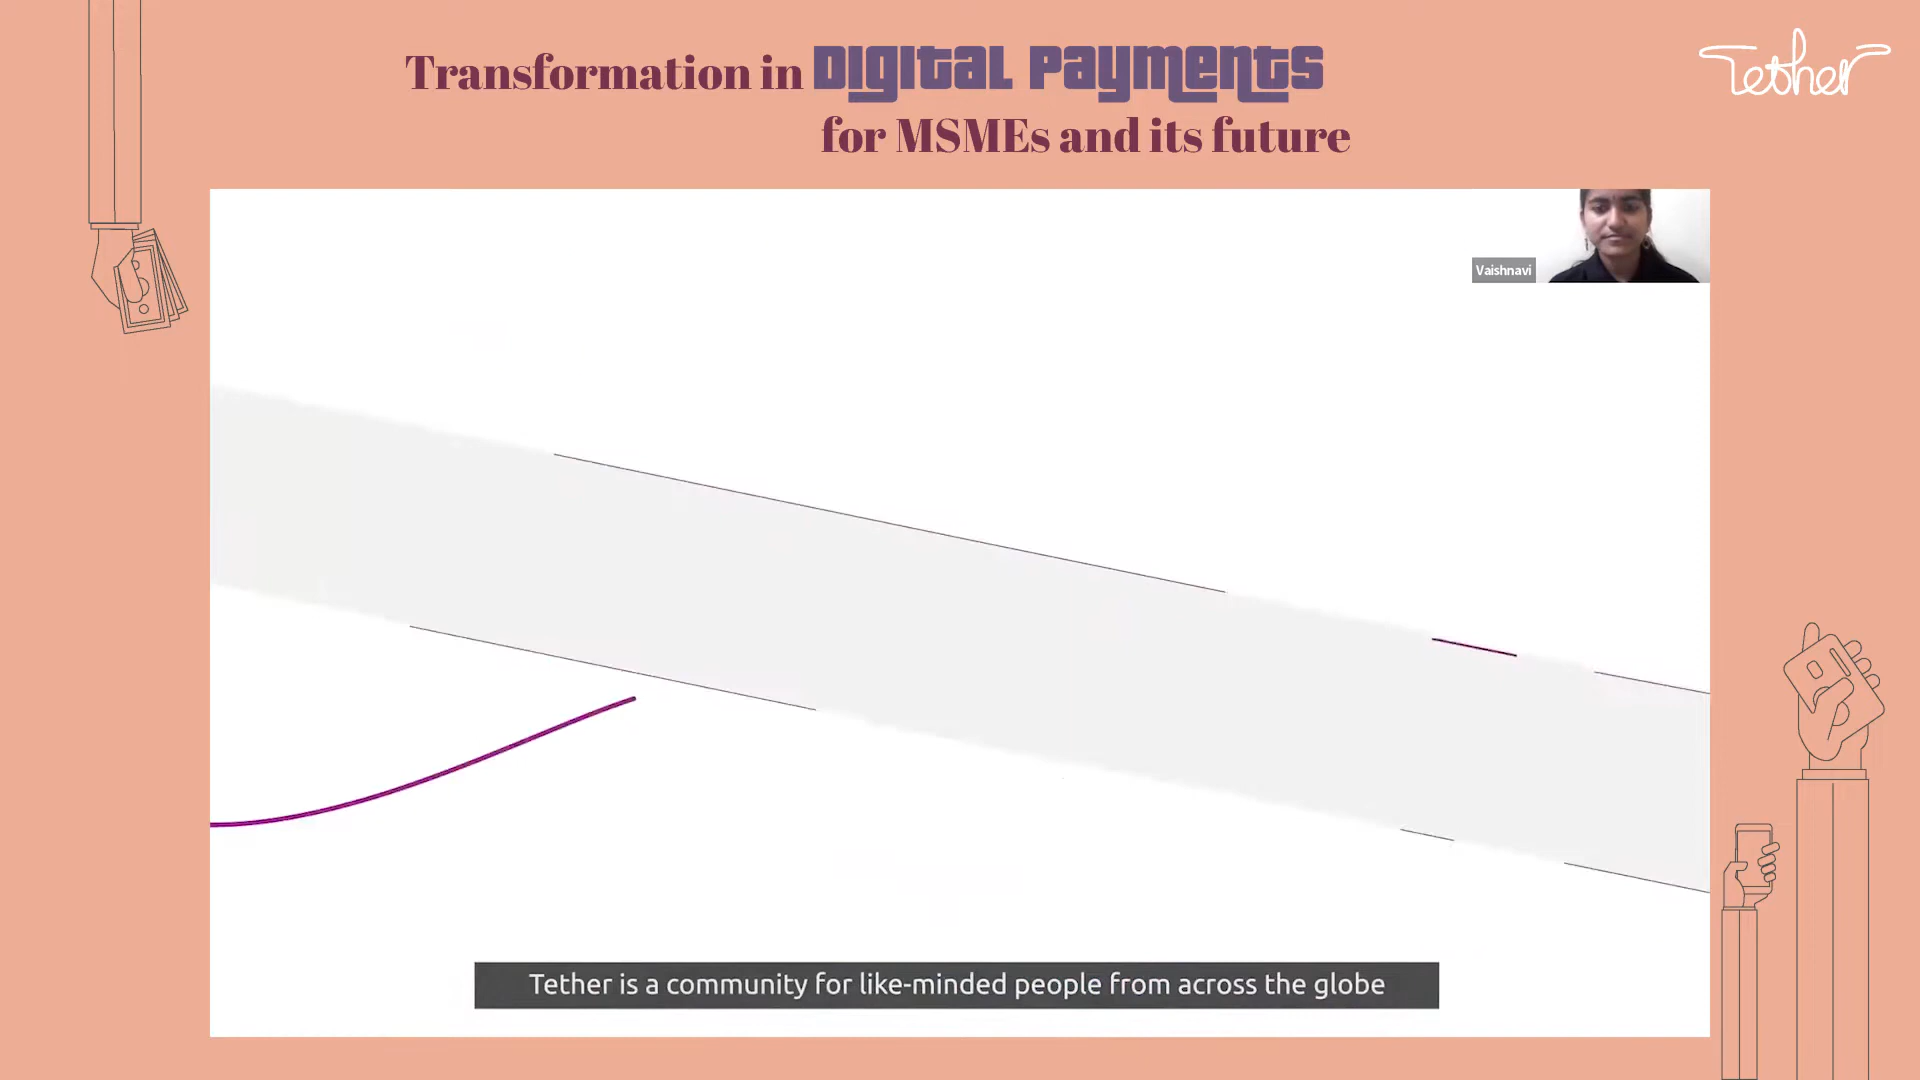 Transformation in Digital Payments
for MSMEs and its future
Tether
Vaishnavi
Tether is a community for like-minded people from across the globe